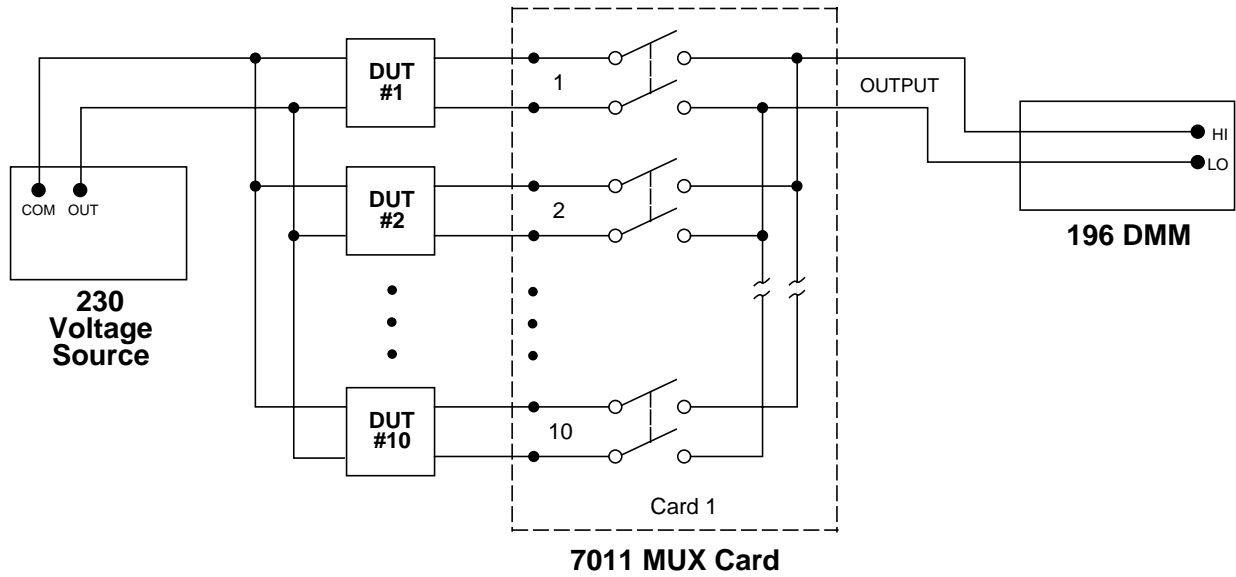 COM OUT
230
Voltage
Source
DUT
#1
DUT
#2
DUT
#10
1
2
10
Card 1
7011 MUX Card
OUTPUT
HI
LO
196 DMM